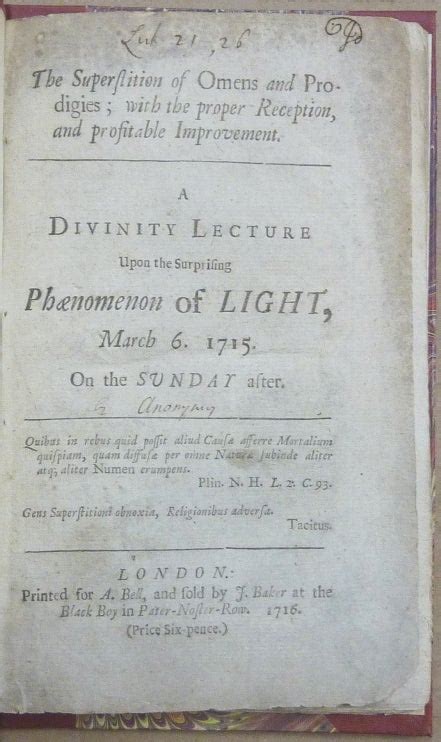 Luk 21, 26
The Superſtition of Omens and Pro-
digies; with the proper Reception,
and profitable Improvement.
A
DIVINITY LECTURE
Upon the Surpriſing
Phænomenon of LIGHT,
March 6. 1715.
On the SUNDAY after.
Anonymus
Quibus in rebus quid poſſit aliud Cauſæ afferre Mortalium
quiſpiam, quam diffuſæ per omne Naturæ ſubinde aliter
atq; aliter Numen erumpens.
Plin. N. H. L. 2. C. 93.
Gens Superſtitioni obnoxia, Religionibus adverſa.
Tacitus.
LONDON:
Printed for A. Bell, and ſold by J. Baker at the
Black Boy in Pater-Noſter-Row. 1716.
(Price Six-pence.)